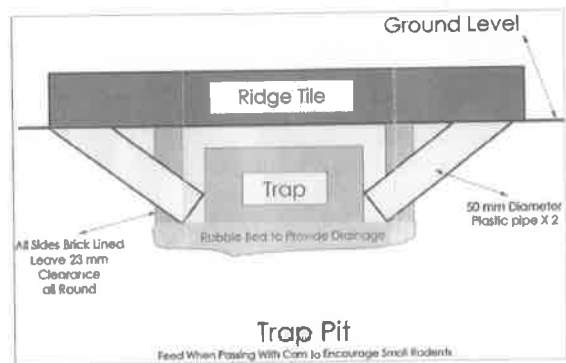 Ground Level
Ridge Tile
Trap
50 mm Diameter
Plastic pipe X 2
All Sides Brick Lined
Leave 23 mm
Clearance
all Round
Rubble Bed to Provide Drainage
Trap Pit
Feed When Passing With Corn to Encourage Small Rodents